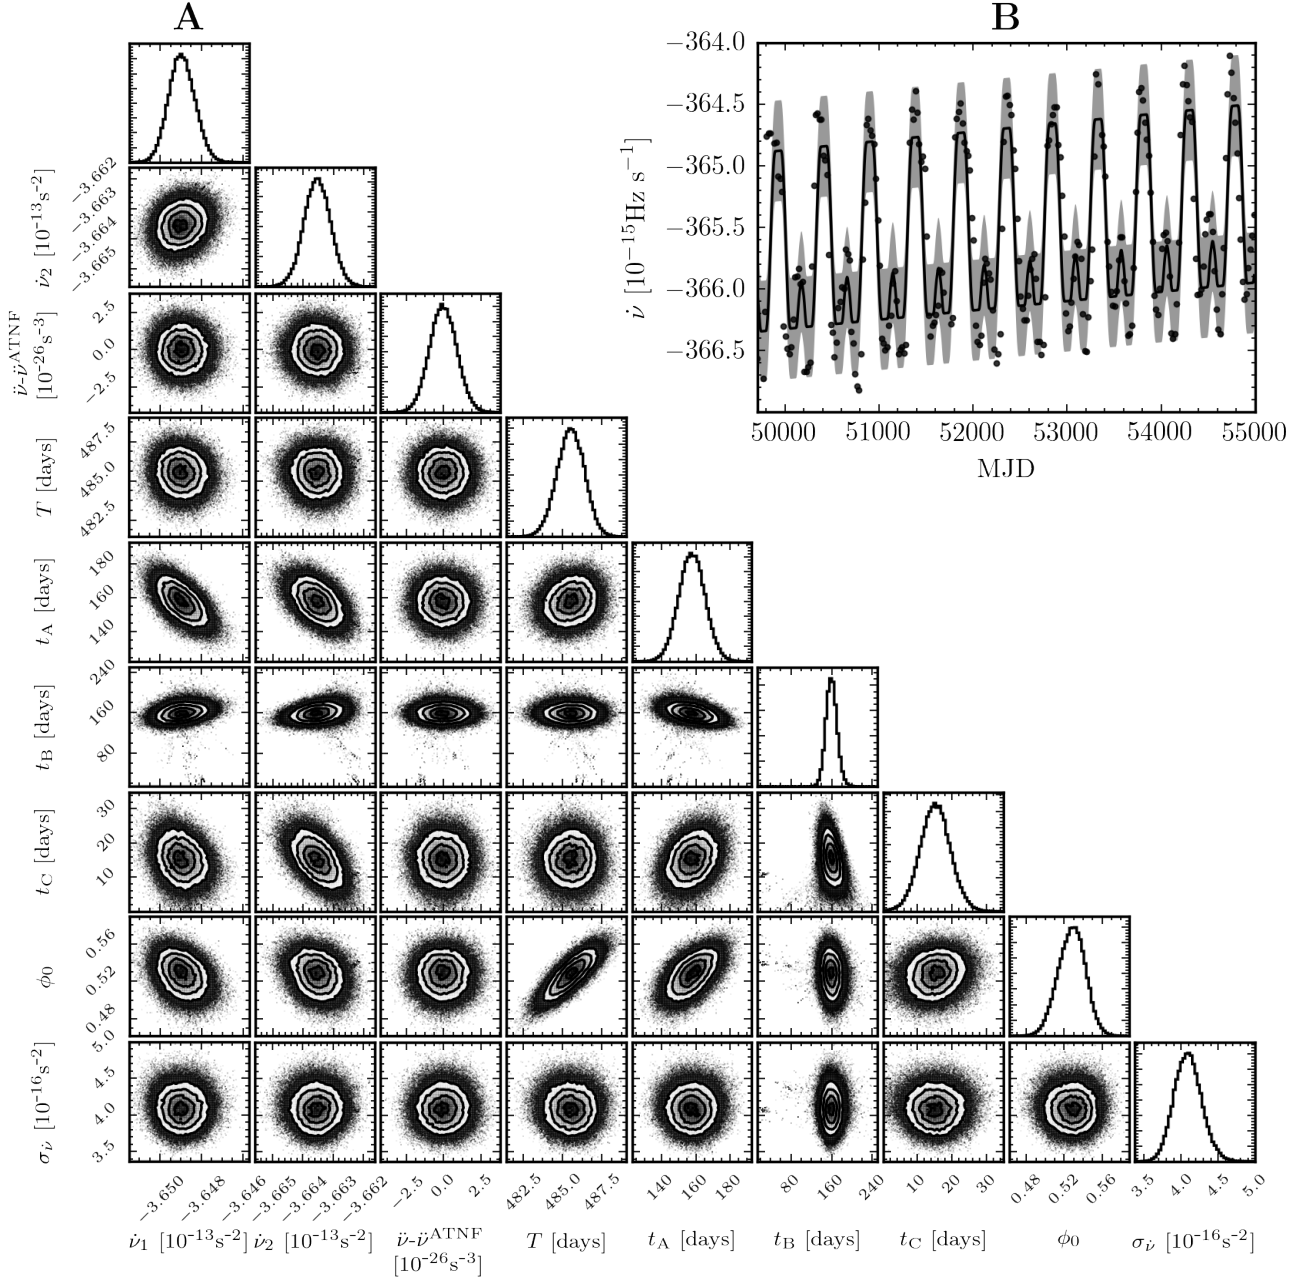 A
B
−364.0
−364.5
−365.0
−365.5
−366.0
−366.5
ν̇ [10⁻¹⁵Hz s⁻¹]
50000 51000 52000 53000 54000 55000
MJD
ν̇₂ [10⁻¹³s⁻²]
−3.662
−3.663
−3.664
−3.665
ν̈-ν̈ᴬᵀᴺᶠ
[10⁻²⁶s⁻³]
2.5
0.0
−2.5
T [days]
487.5
485.0
482.5
t_A [days]
180
160
140
t_B [days]
240
160
80
t_C [days]
30
20
10
ϕ₀
0.56
0.52
0.48
σ_ν̇ [10⁻¹⁶s⁻²]
5.0
4.5
4.0
3.5
−3.650 −3.648 −3.646
−3.665 −3.664 −3.663 −3.662
−2.5 0.0 2.5
482.5 485.0 487.5
140 160 180
80 160 240
10 20 30
0.48 0.52 0.56
3.5 4.0 4.5 5.0
ν̇₁ [10⁻¹³s⁻²]
ν̇₂ [10⁻¹³s⁻²]
ν̈-ν̈ᴬᵀᴺᶠ
[10⁻²⁶s⁻³]
T [days]
t_A [days]
t_B [days]
t_C [days]
ϕ₀
σ_ν̇ [10⁻¹⁶s⁻²]